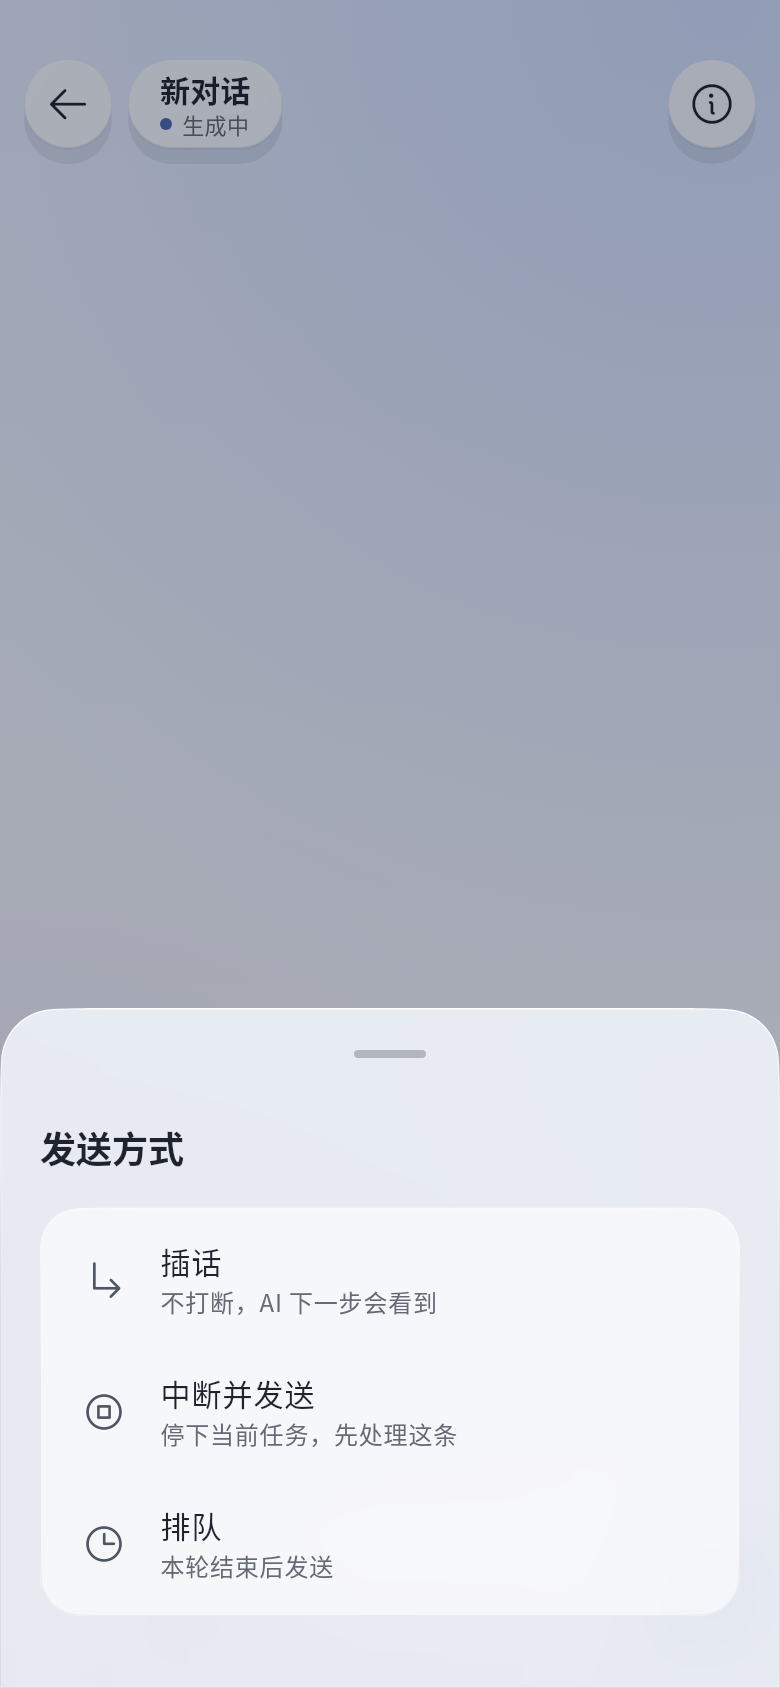 新对话
生成中
发送方式
插话
不打断，AI 下一步会看到
中断并发送
停下当前任务，先处理这条
排队
本轮结束后发送